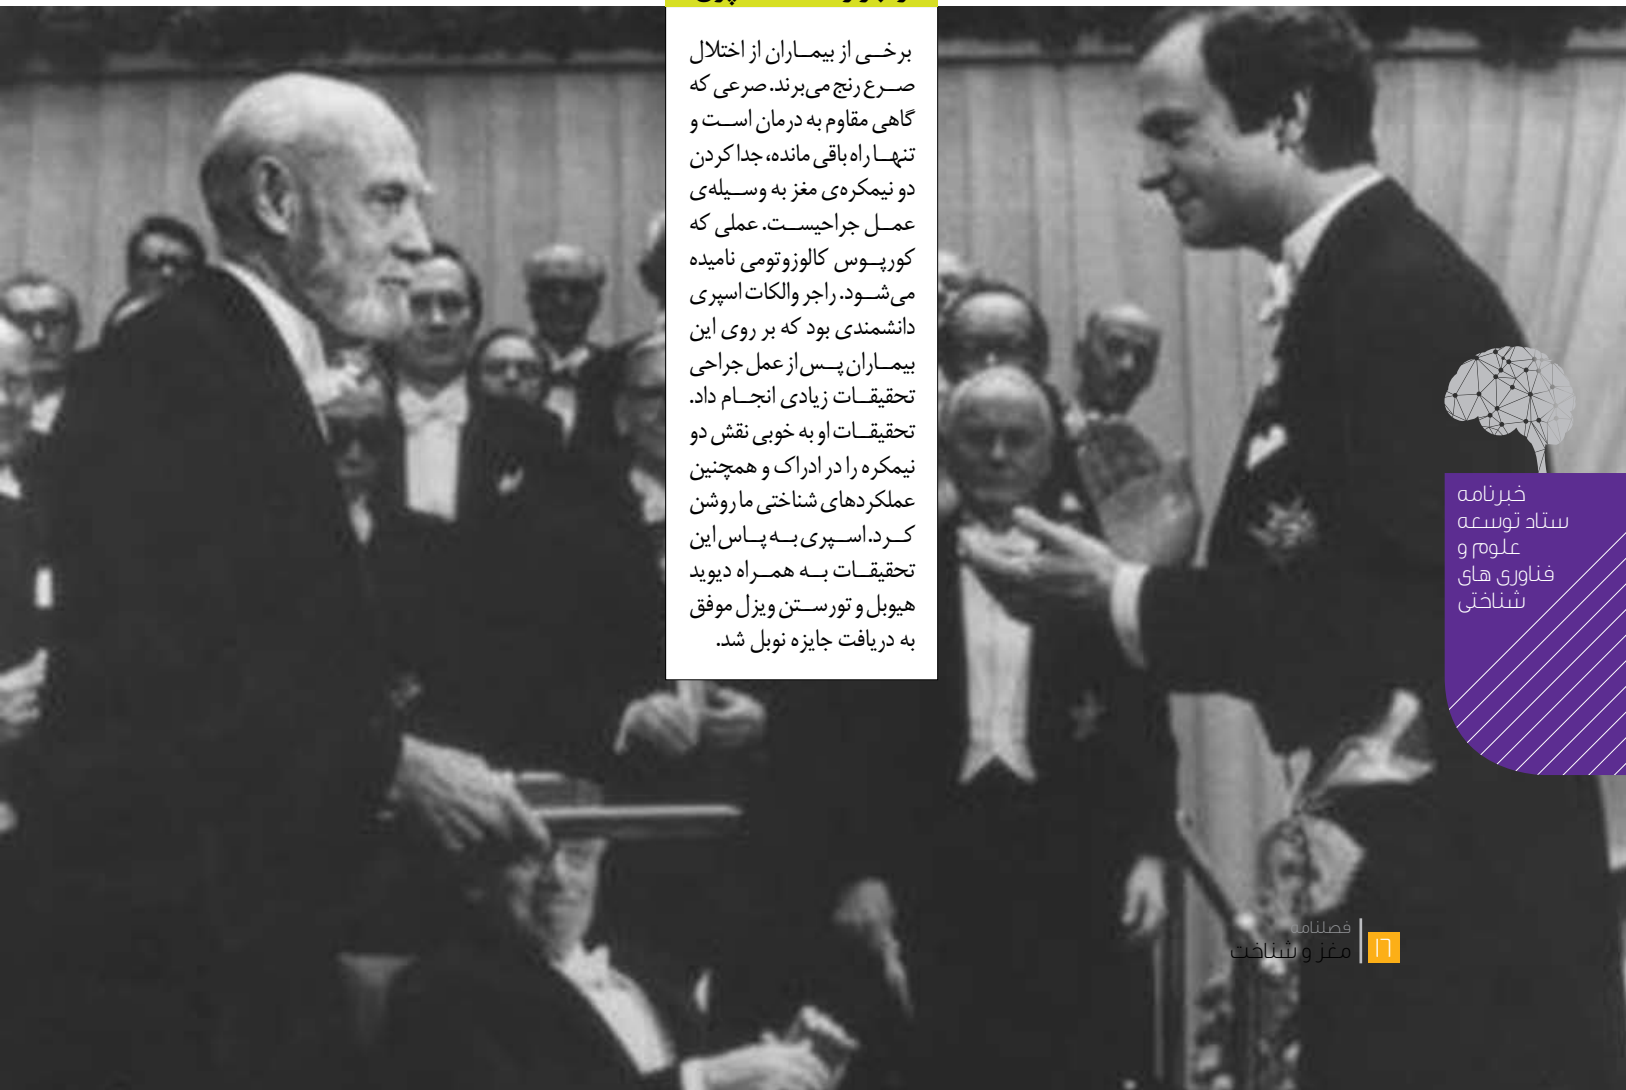 برخی از بیماران از اختلال
صرع رنج می‌برند. صرعی که
گاهی مقاوم به درمان است و
تنها راه باقی مانده، جدا کردن
دو نیمکره‌ی مغز به وسیله‌ی
عمل جراحیست. عملی که
کورپوس کالوزوتومی نامیده
می‌شود. راجر والکات اسپری
دانشمندی بود که بر روی این
بیماران پس از عمل جراحی
تحقیقات زیادی انجام داد.
تحقیقات او به خوبی نقش دو
نیمکره را در ادراک و همچنین
عملکردهای شناختی ما روشن
کرد. اسپری به پاس این
تحقیقات به همراه دیوید
هیوبل و تورستن ویزل موفق
به دریافت جایزه نوبل شد.
خبرنامه
ستاد توسعه
علوم و
فناوری های
شناختی
فصلنامه
مغز و شناخت
۱۶